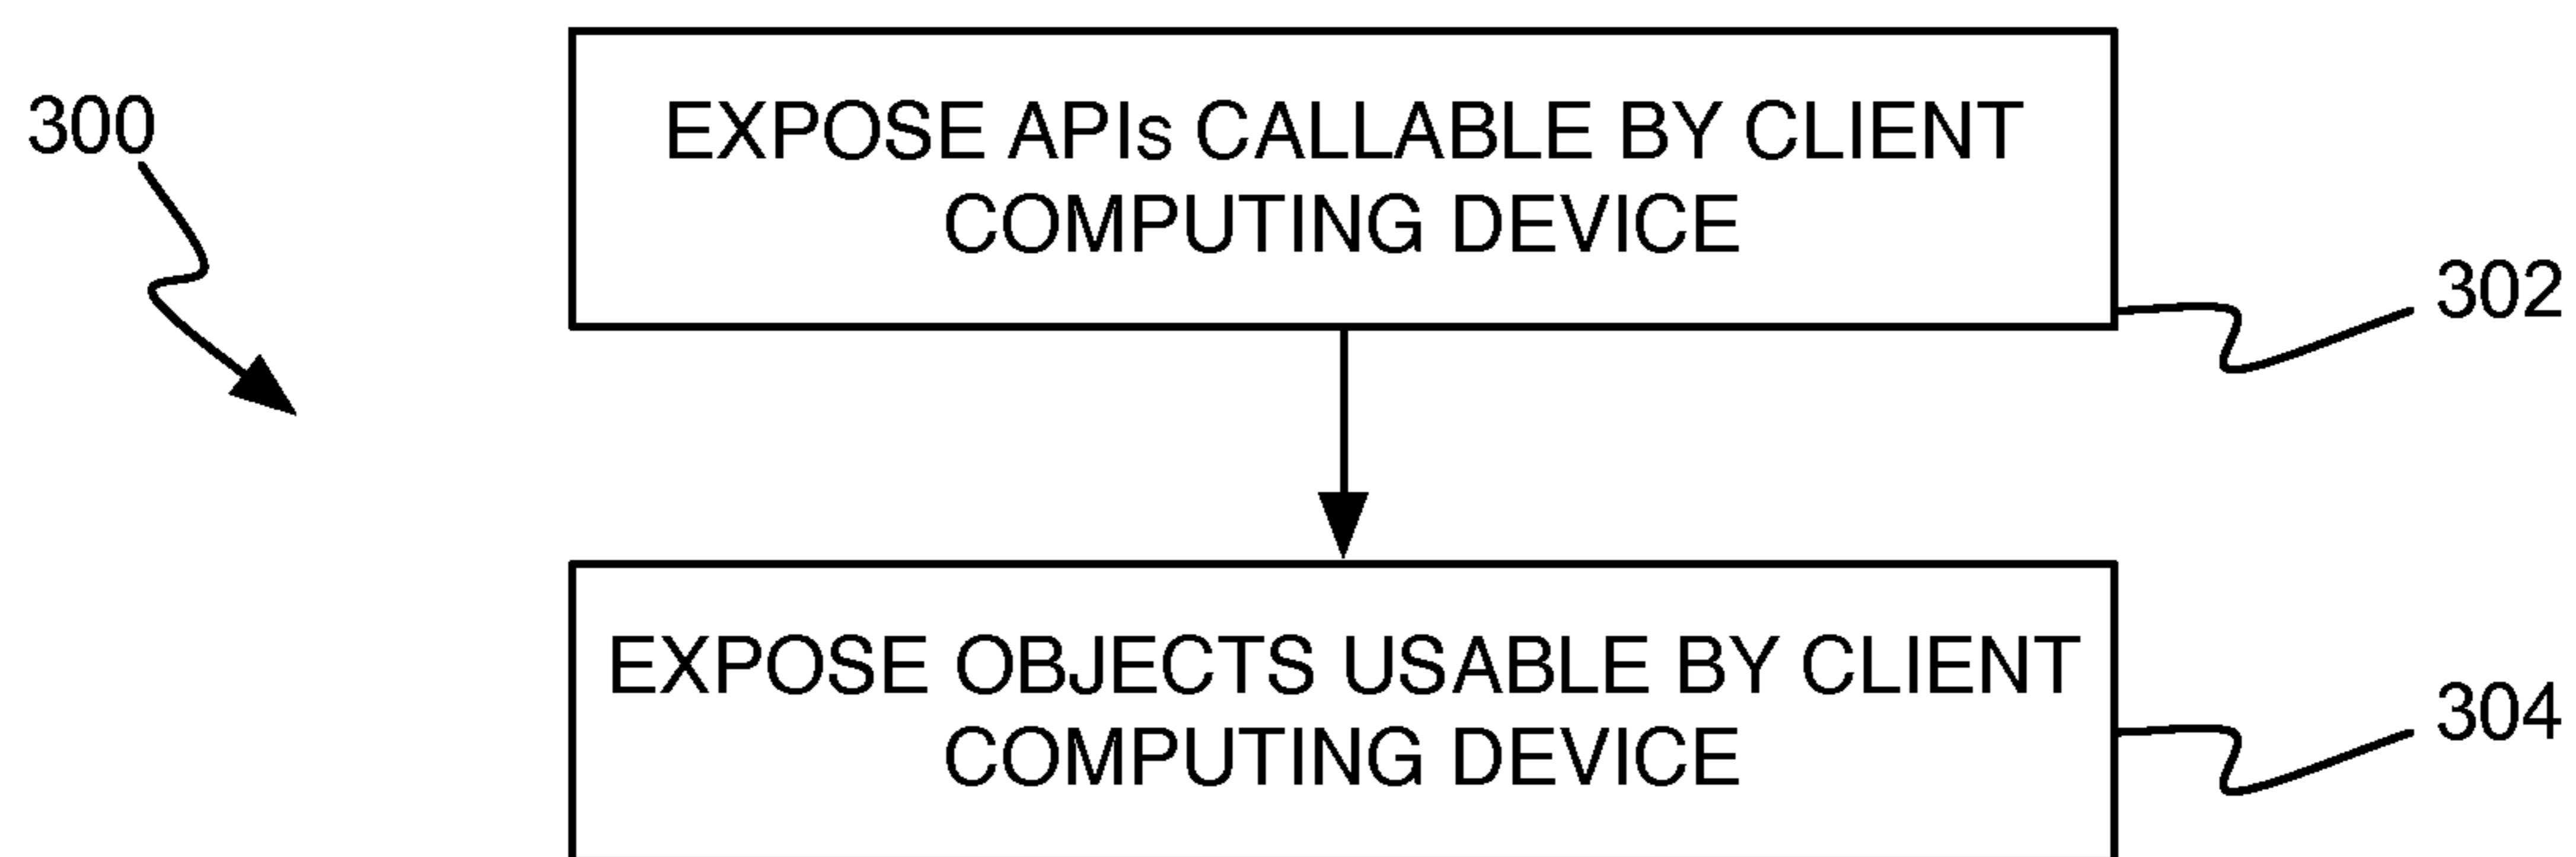 300
EXPOSE APIs CALLABLE BY CLIENT
COMPUTING DEVICE
302
EXPOSE OBJECTS USABLE BY CLIENT
COMPUTING DEVICE
304